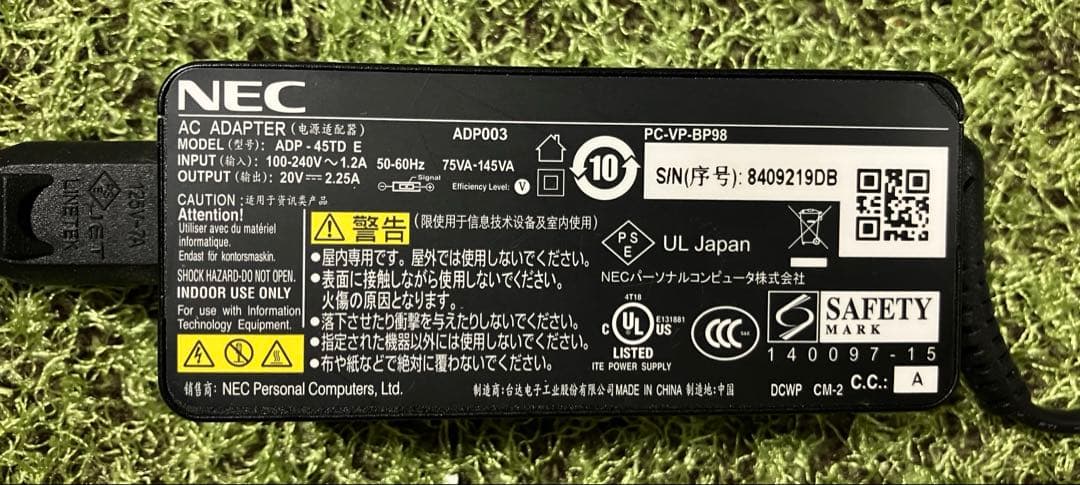 NEC
AC ADAPTER (电源适配器)
ADP003
PC-VP-BP98
MODEL (型号): ADP-45TD E
INPUT (输入): 100-240V～1.2A 50-60Hz 75VA-145VA
OUTPUT (输出): 20V 2.25A
Signal
Efficiency Level: V
10
S/N(序号): 8409219DB
CAUTION :适用于资讯类产品
Attention!
Utiliser avec du matériel
informatique.
Endast för kontorsmaskin.
SHOCK HAZARD-DO NOT OPEN.
INDOOR USE ONLY
For use with Information
Technology Equipment.
警告 (限使用于信息技术设备及室内使用)
●屋内専用です。屋外では使用しないでください。
●表面に接触しながら使用しないでください。
火傷の原因となります。
●落下させたり衝撃を与えたりしないでください。
●指定された機器以外には使用しないでください。
●布や紙などで絶対に覆わないでください。
PSE UL Japan
NECパーソナルコンピュータ株式会社
4T18
c UL US E131881
LISTED
ITE POWER SUPPLY
CCC
S&E
SAFETY
MARK
140097-15
销售商: NEC Personal Computers, Ltd.
制造商:台达电子工业股份有限公司MADE IN CHINA 制造地:中国
DCWP CM-2 C.C.: A
125V-7A
JET
LINETEK